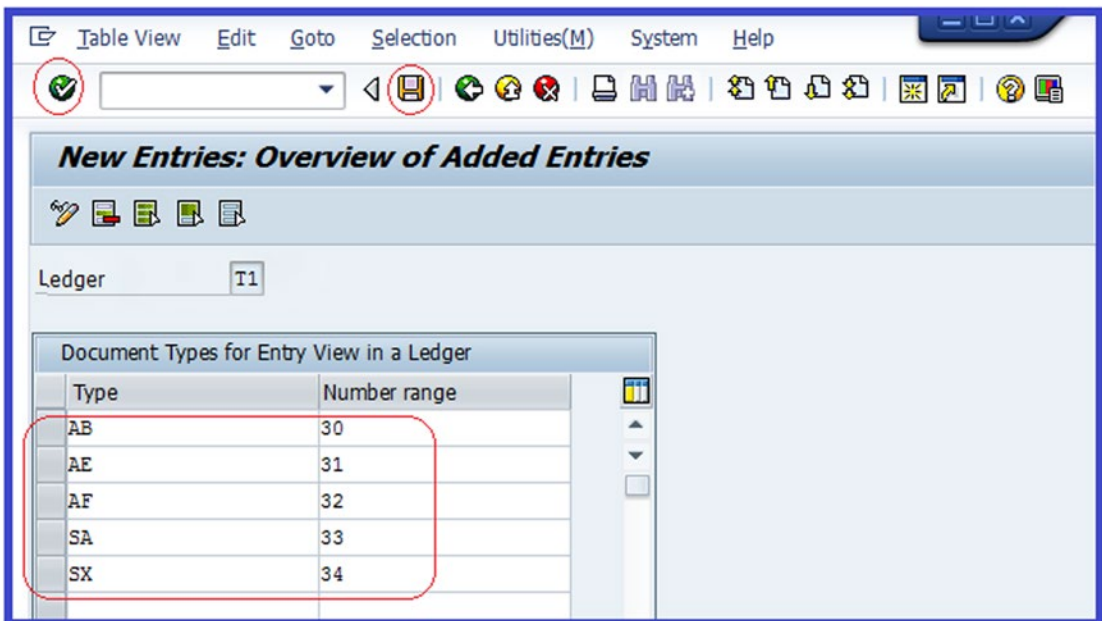 Table View Edit Goto Selection Utilities(M) System Help
New Entries: Overview of Added Entries
Ledger T1
Document Types for Entry View in a Ledger
Type Number range
AB 30
AE 31
AF 32
SA 33
SX 34